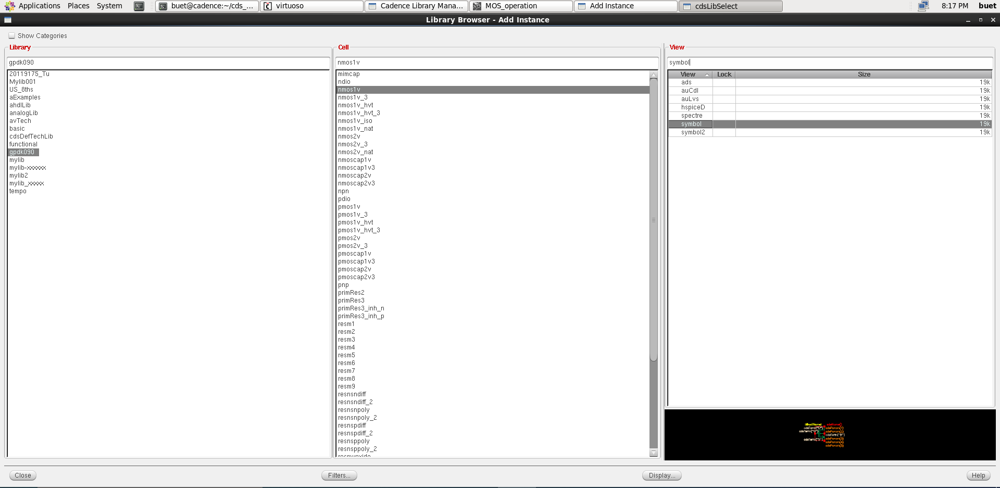 Applications Places System buet@cadence:~/cds_... virtuoso Cadence Library Mana... MOS_operation Add Instance cdsLibSelect 8:17 PM buet
Library Browser - Add Instance
Show Categories
Library
gpdk090
20119175_Tu
Mylib001
US_8ths
aExamples
ahdlLib
analogLib
avTech
basic
cdsDefTechLib
functional
gpdk090
mylib
mylib-xxxxxx
mylib2
mylib_xxxxx
tempo
Cell
nmos1v
mimcap
ndio
nmos1v
nmos1v_3
nmos1v_hvt
nmos1v_hvt_3
nmos1v_iso
nmos1v_nat
nmos2v
nmos2v_3
nmos2v_nat
nmoscap1v
nmoscap1v3
nmoscap2v
nmoscap2v3
npn
pdio
pmos1v
pmos1v_3
pmos1v_hvt
pmos1v_hvt_3
pmos2v
pmos2v_3
pmoscap1v
pmoscap1v3
pmoscap2v
pmoscap2v3
pnp
primRes2
primRes3
primRes3_inh_n
primRes3_inh_p
resm1
resm2
resm3
resm4
resm5
resm6
resm7
resm8
resm9
resnsndiff
resnsndiff_2
resnsnpoly
resnsnpoly_2
resnspdiff
resnspdiff_2
resnsppoly
resnsppoly_2
View
symbol
View Lock Size
ads 19k
auCdl 19k
auLvs 19k
hspiceD 19k
spectre 19k
symbol 19k
symbol2 19k
Close Filters... Display... Help